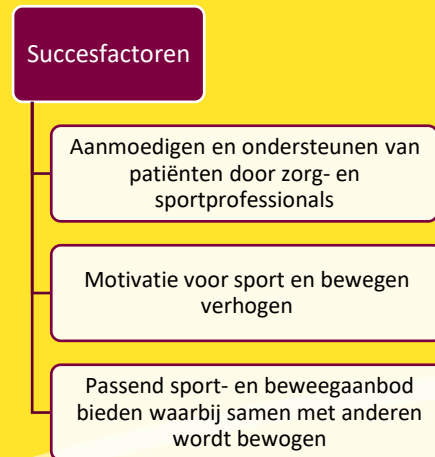 Succesfactoren
Aanmoedigen en ondersteunen van
patiënten door zorg- en
sportprofessionals
Motivatie voor sport en bewegen
verhogen
Passend sport- en beweegaanbod
bieden waarbij samen met anderen
wordt bewogen